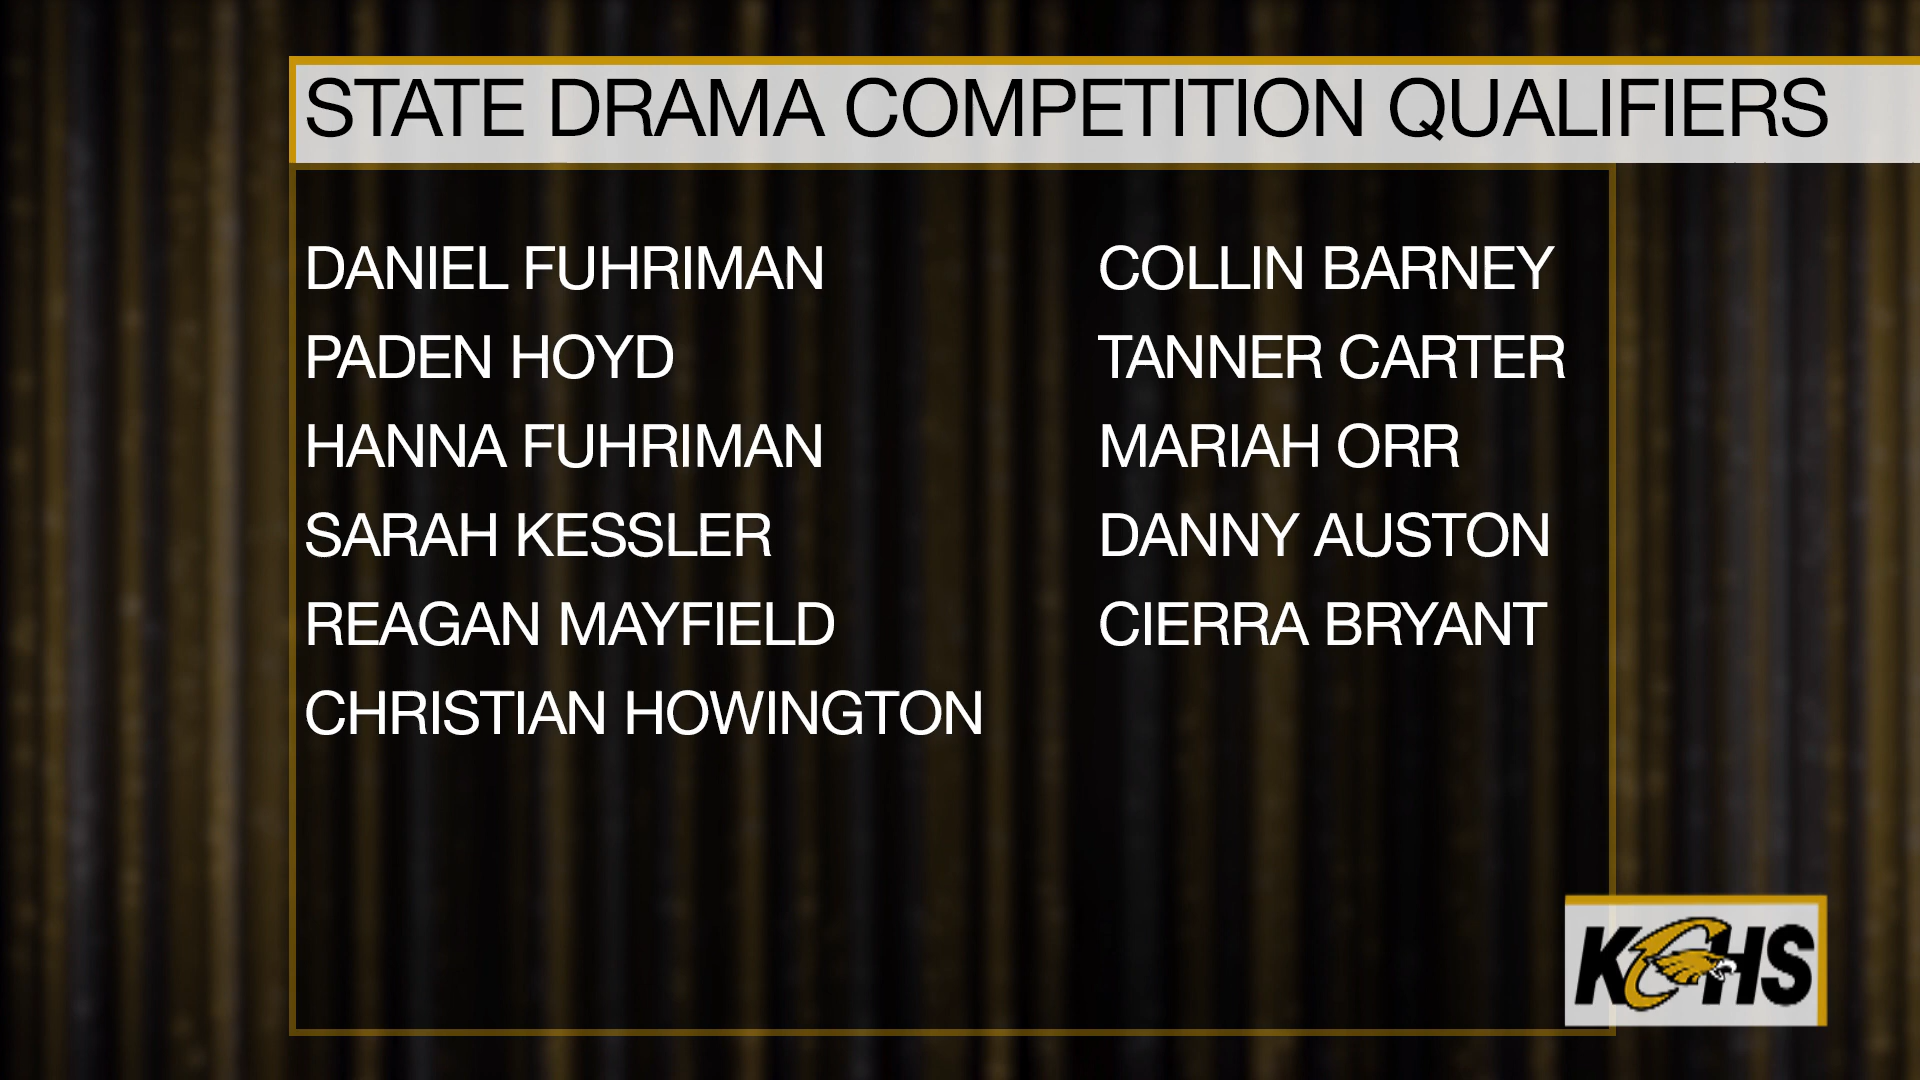 STATE DRAMA COMPETITION QUALIFIERS
DANIEL FUHRIMAN
PADEN HOYD
HANNA FUHRIMAN
SARAH KESSLER
REAGAN MAYFIELD
CHRISTIAN HOWINGTON
COLLIN BARNEY
TANNER CARTER
MARIAH ORR
DANNY AUSTON
CIERRA BRYANT
KCHS